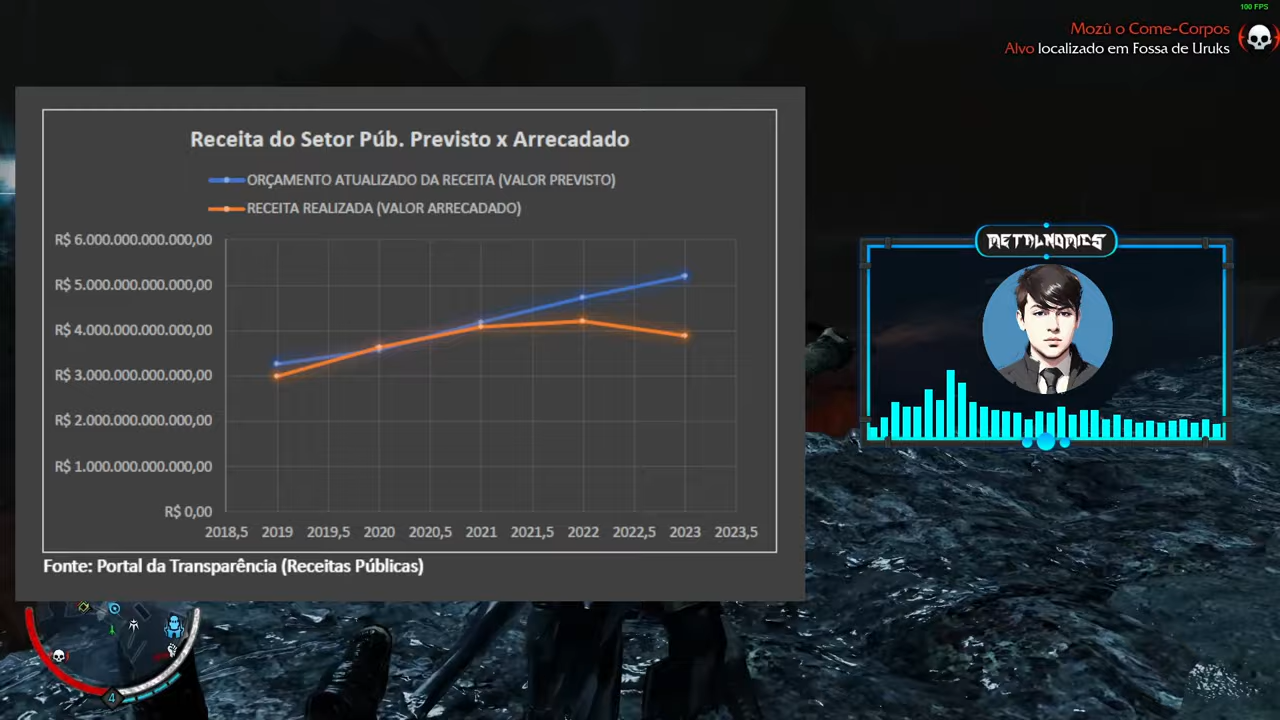 100 FPS
Mozû o Come-Corpos
Alvo localizado em Fossa de Uruks
Receita do Setor Púb. Previsto x Arrecadado
ORÇAMENTO ATUALIZADO DA RECEITA (VALOR PREVISTO)
RECEITA REALIZADA (VALOR ARRECADADO)
R$ 6.000.000.000.000,00
R$ 5.000.000.000.000,00
R$ 4.000.000.000.000,00
R$ 3.000.000.000.000,00
R$ 2.000.000.000.000,00
R$ 1.000.000.000.000,00
R$ 0,00
2018,5 2019 2019,5 2020 2020,5 2021 2021,5 2022 2022,5 2023 2023,5
Fonte: Portal da Transparência (Receitas Públicas)
METALNOMICS
4